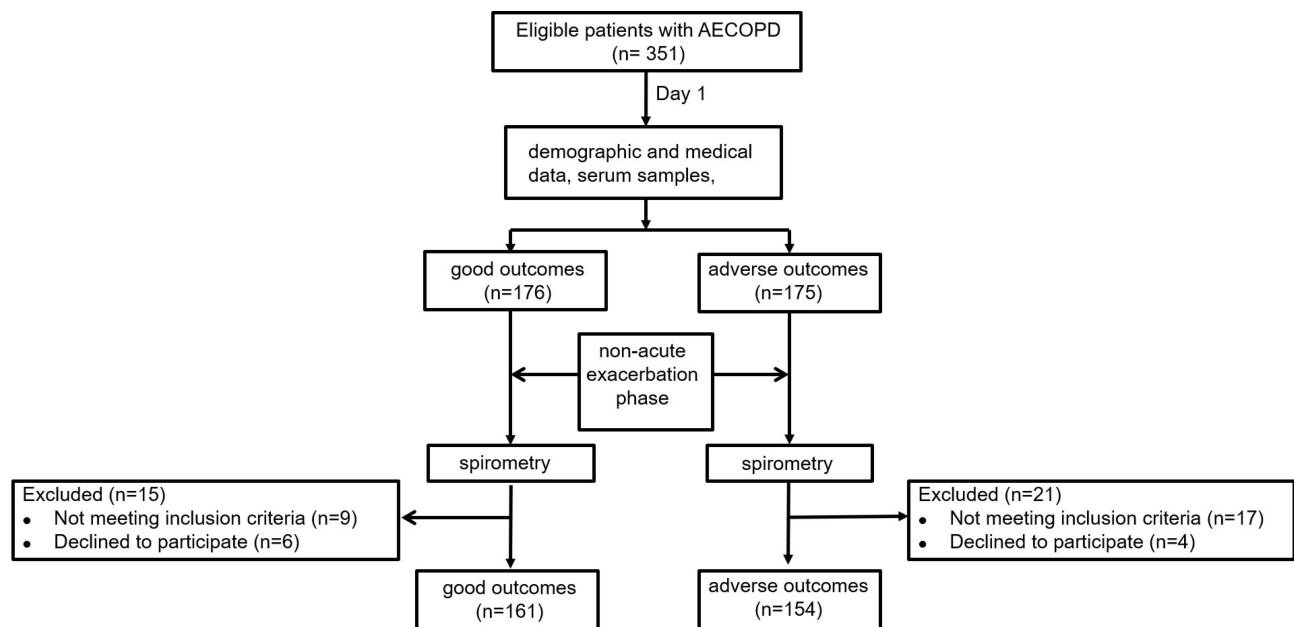 Eligible patients with AECOPD
(n= 351)
Day 1
demographic and medical
data, serum samples,
good outcomes
(n=176)
adverse outcomes
(n=175)
non-acute
exacerbation
phase
spirometry
spirometry
Excluded (n=15)
• Not meeting inclusion criteria (n=9)
• Declined to participate (n=6)
Excluded (n=21)
• Not meeting inclusion criteria (n=17)
• Declined to participate (n=4)
good outcomes
(n=161)
adverse outcomes
(n=154)